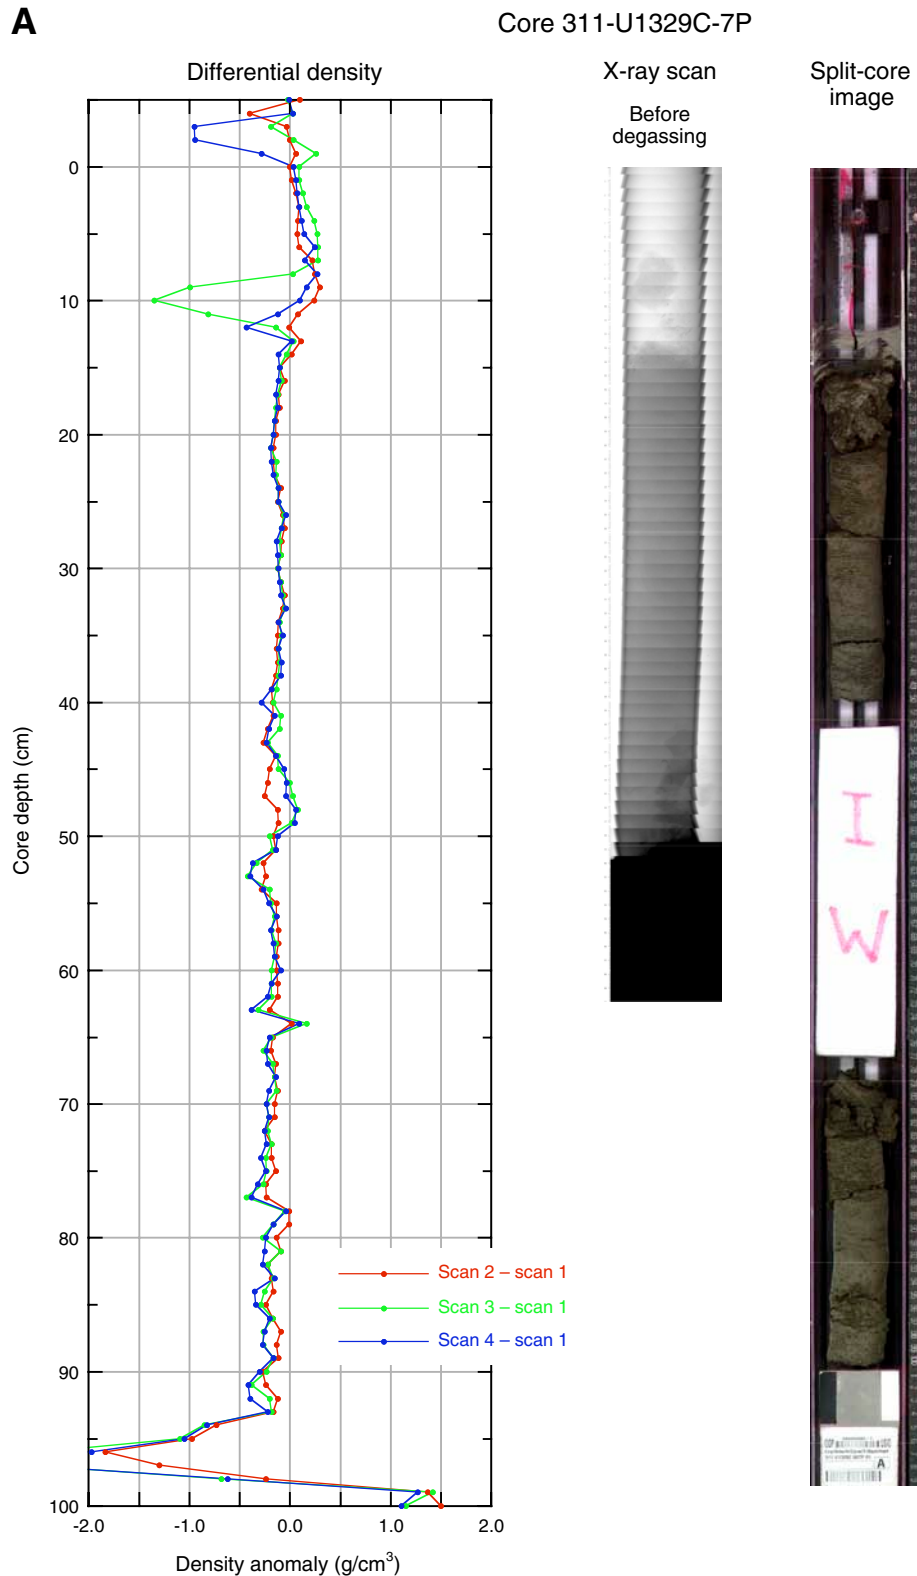 A
Core 311-U1329C-7P
Differential density
X-ray scan
Split-core
image
Before
degassing
0
10
20
30
40
50
60
70
80
90
100
Core depth (cm)
-2.0 -1.0 0.0 1.0 2.0
Density anomaly (g/cm³)
Scan 2 – scan 1
Scan 3 – scan 1
Scan 4 – scan 1
I
W
A